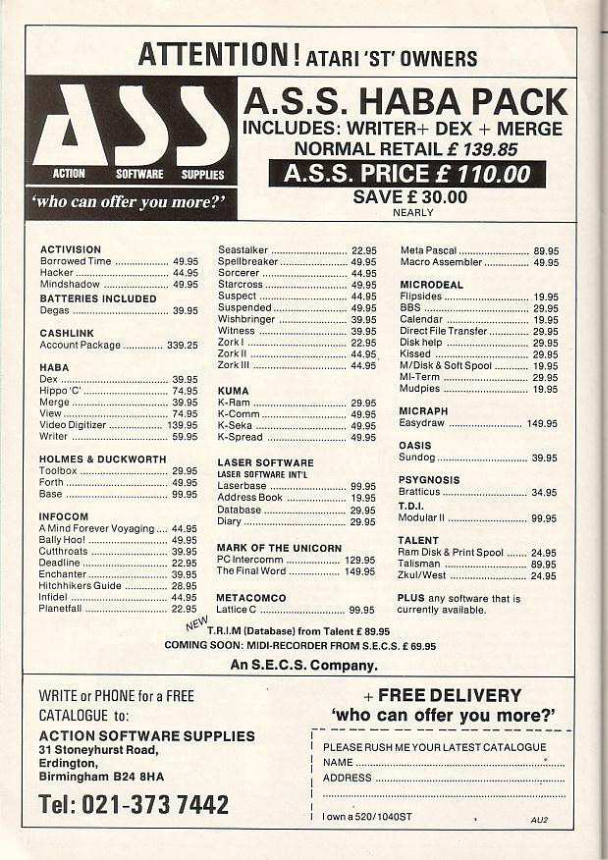 ATTENTION! ATARI 'ST' OWNERS
ASS
ACTION SOFTWARE SUPPLIES
'who can offer you more?'
A.S.S. HABA PACK
INCLUDES: WRITER+ DEX + MERGE
NORMAL RETAIL £ 139.85
A.S.S. PRICE £ 110.00
SAVE £ 30.00
NEARLY
ACTIVISION
Borrowed Time ................ 49.95
Hacker ................ 44.95
Mindshadow ................ 49.95
BATTERIES INCLUDED
Degas ................ 39.95
CASHLINK
Account Package ............ 339.25
HABA
Dex ................ 39.95
Hippo 'C' ................ 74.95
Merge ................ 39.95
View ................ 74.95
Video Digitizer ................ 139.95
Writer ................ 59.95
HOLMES & DUCKWORTH
Toolbox ................ 29.95
Forth ................ 49.95
Base ................ 99.95
INFOCOM
A Mind Forever Voyaging .... 44.95
Bally Hoo! ................ 49.95
Cutthroats ................ 39.95
Deadline ................ 22.95
Enchanter ................ 39.95
Hitchhikers Guide ............ 28.95
Infidel ................ 44.95
Planetfall ................ 22.95
Seastalker ................ 22.95
Spellbreaker ................ 49.95
Sorcerer ................ 44.95
Starcross ................ 49.95
Suspect ................ 44.95
Suspended ................ 49.95
Wishbringer ................ 39.95
Witness ................ 39.95
Zork I ................ 22.95
Zork II ................ 44.95
Zork III ................ 44.95
KUMA
K-Ram ................ 29.95
K-Comm ................ 49.95
K-Seka ................ 49.95
K-Spread ................ 49.95
LASER SOFTWARE
LASER SOFTWARE INT'L
Laserbase ................ 99.95
Address Book ................ 19.95
Database ................ 29.95
Diary ................ 29.95
MARK OF THE UNICORN
PC Intercomm ................ 129.95
The Final Word ................ 149.95
METACOMCO
Lattice C ................ 99.95
Meta Pascal ................ 89.95
Macro Assembler ................ 49.95
MICRODEAL
Flipsides ................ 19.95
BBS ................ 29.95
Calendar ................ 19.95
Direct File Transfer ............ 29.95
Disk help ................ 29.95
Kissed ................ 29.95
M/Disk & Soft Spool .......... 19.95
MI-Term ................ 29.95
Mudpies ................ 19.95
MICRAPH
Easydraw ................ 149.95
OASIS
Sundog ................ 39.95
PSYGNOSIS
Bratticus ................ 34.95
T.D.I.
Modular II ................ 99.95
TALENT
Ram Disk & Print Spool ...... 24.95
Talisman ................ 89.95
Zkul/West ................ 24.95
PLUS any software that is
currently available.
NEW T.R.I.M (Database) from Talent £ 89.95
COMING SOON: MIDI-RECORDER FROM S.E.C.S. £ 69.95
An S.E.C.S. Company.
WRITE or PHONE for a FREE
CATALOGUE to:
ACTION SOFTWARE SUPPLIES
31 Stoneyhurst Road,
Erdington,
Birmingham B24 8HA
Tel: 021-373 7442
+ FREE DELIVERY
'who can offer you more?'
PLEASE RUSH ME YOUR LATEST CATALOGUE
NAME ................
ADDRESS ................
I own a 520/1040ST
AU2